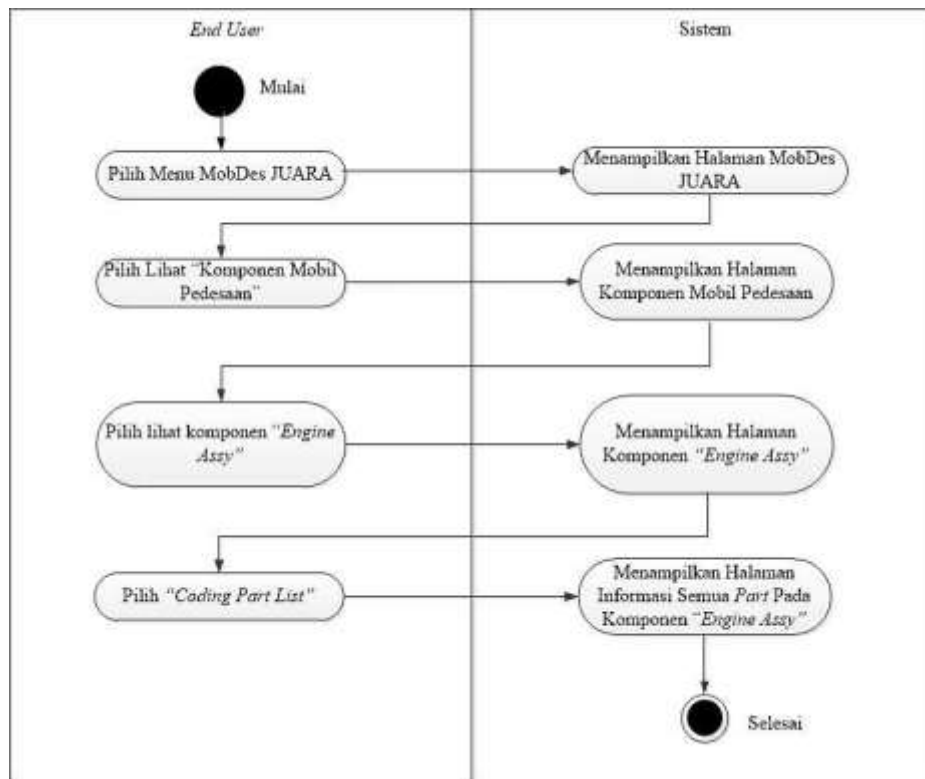 End User
Sistem
Mulai
Pilih Menu MobDes JUARA
Menampilkan Halaman MobDes
JUARA
Pilih Lihat “Komponen Mobil
Pedesaan”
Menampilkan Halaman
Komponen Mobil Pedesaan
Pilih lihat komponen “Engine
Assy”
Menampilkan Halaman
Komponen “Engine Assy”
Pilih “Coding Part List”
Menampilkan Halaman
Informasi Semua Part Pada
Komponen “Engine Assy”
Selesai